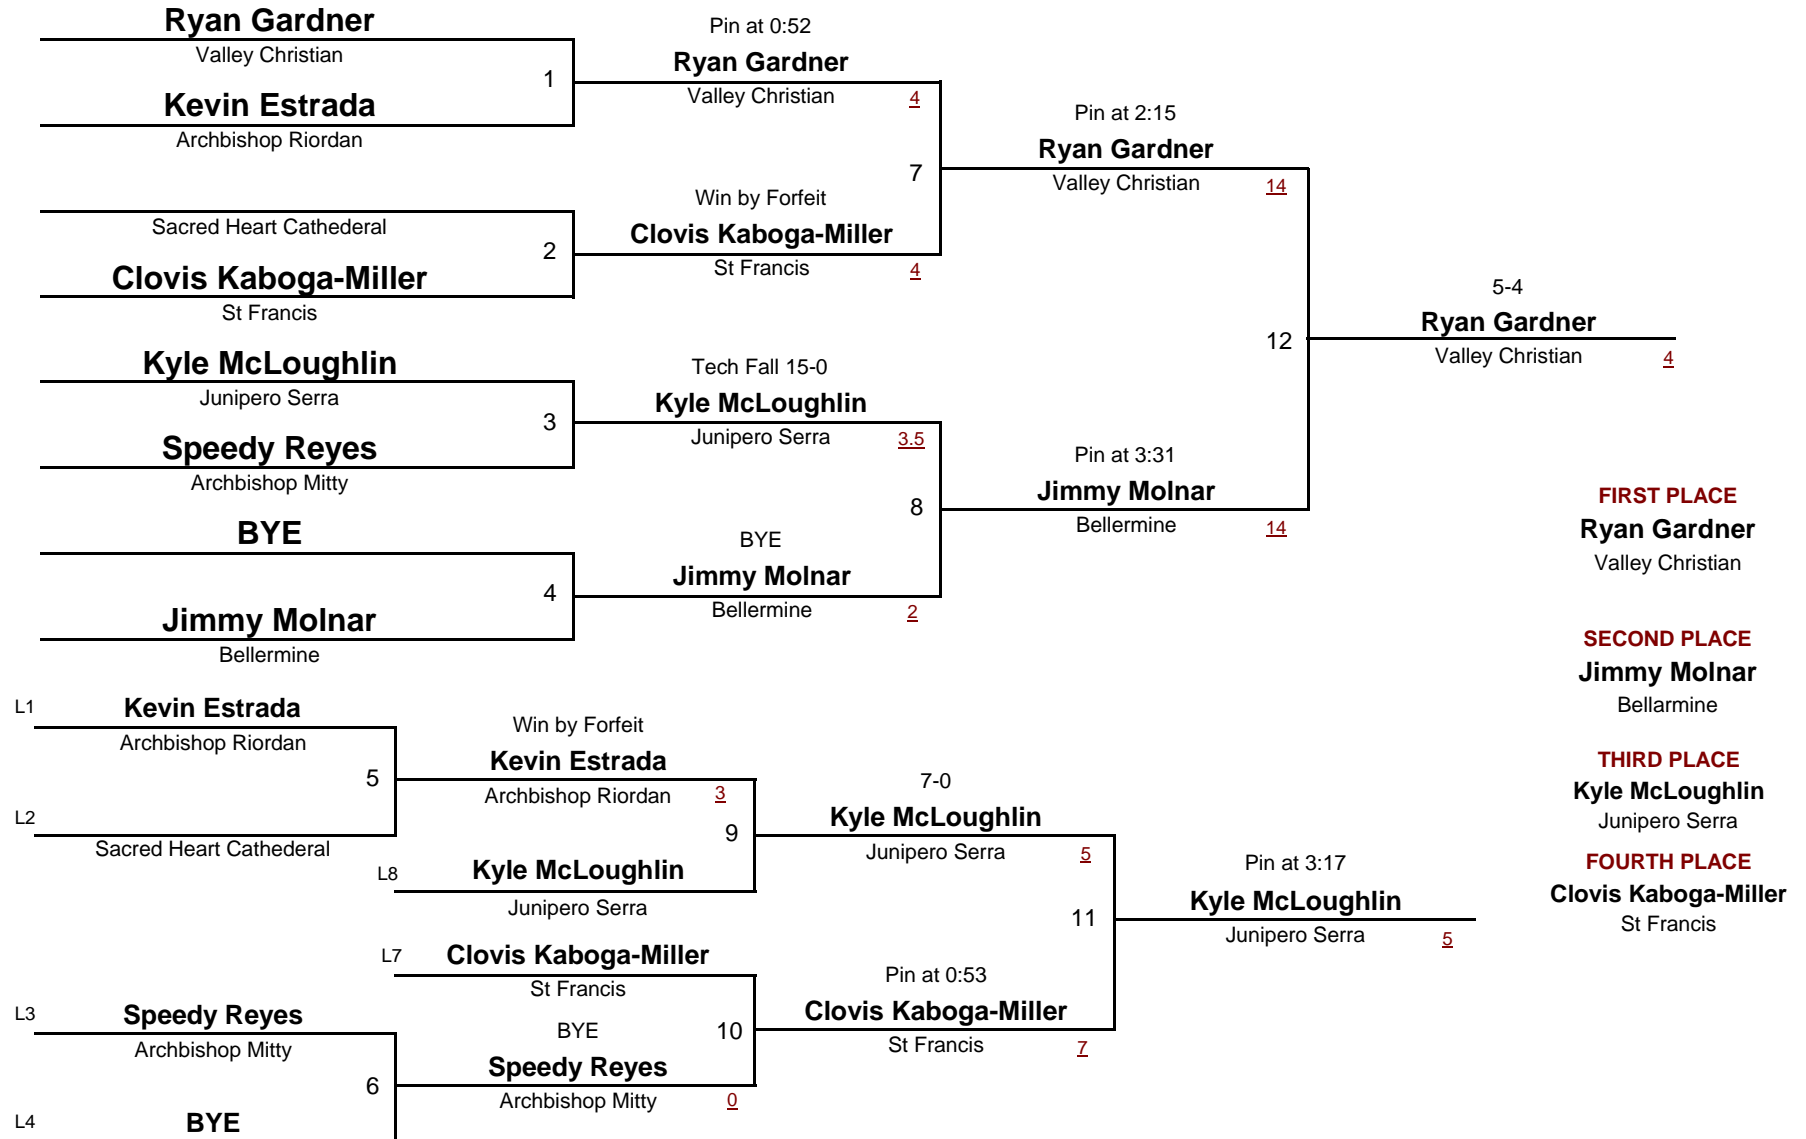 Ryan Gardner
Valley Christian
1
Kevin Estrada
Archbishop Riordan
Sacred Heart Cathederal
2
Clovis Kaboga-Miller
St Francis
Kyle McLoughlin
Junipero Serra
3
Speedy Reyes
Archbishop Mitty
BYE
4
Jimmy Molnar
Bellermine
Pin at 0:52
Ryan Gardner
Valley Christian 4
7
Win by Forfeit
Clovis Kaboga-Miller
St Francis 4
Tech Fall 15-0
Kyle McLoughlin
Junipero Serra 3.5
8
BYE
Jimmy Molnar
Bellermine 2
Pin at 2:15
Ryan Gardner
Valley Christian 14
12
Pin at 3:31
Jimmy Molnar
Bellermine 14
5-4
Ryan Gardner
Valley Christian 4
FIRST PLACE
Ryan Gardner
Valley Christian
SECOND PLACE
Jimmy Molnar
Bellarmine
THIRD PLACE
Kyle McLoughlin
Junipero Serra
FOURTH PLACE
Clovis Kaboga-Miller
St Francis
L1 Kevin Estrada
Archbishop Riordan
5
L2
Sacred Heart Cathederal
L3 Speedy Reyes
Archbishop Mitty
6
L4 BYE
Win by Forfeit
Kevin Estrada
Archbishop Riordan 3
9
L8 Kyle McLoughlin
Junipero Serra
L7 Clovis Kaboga-Miller
St Francis
BYE 10
Speedy Reyes
Archbishop Mitty 0
7-0
Kyle McLoughlin
Junipero Serra 5
11
Pin at 0:53
Clovis Kaboga-Miller
St Francis 7
Pin at 3:17
Kyle McLoughlin
Junipero Serra 5